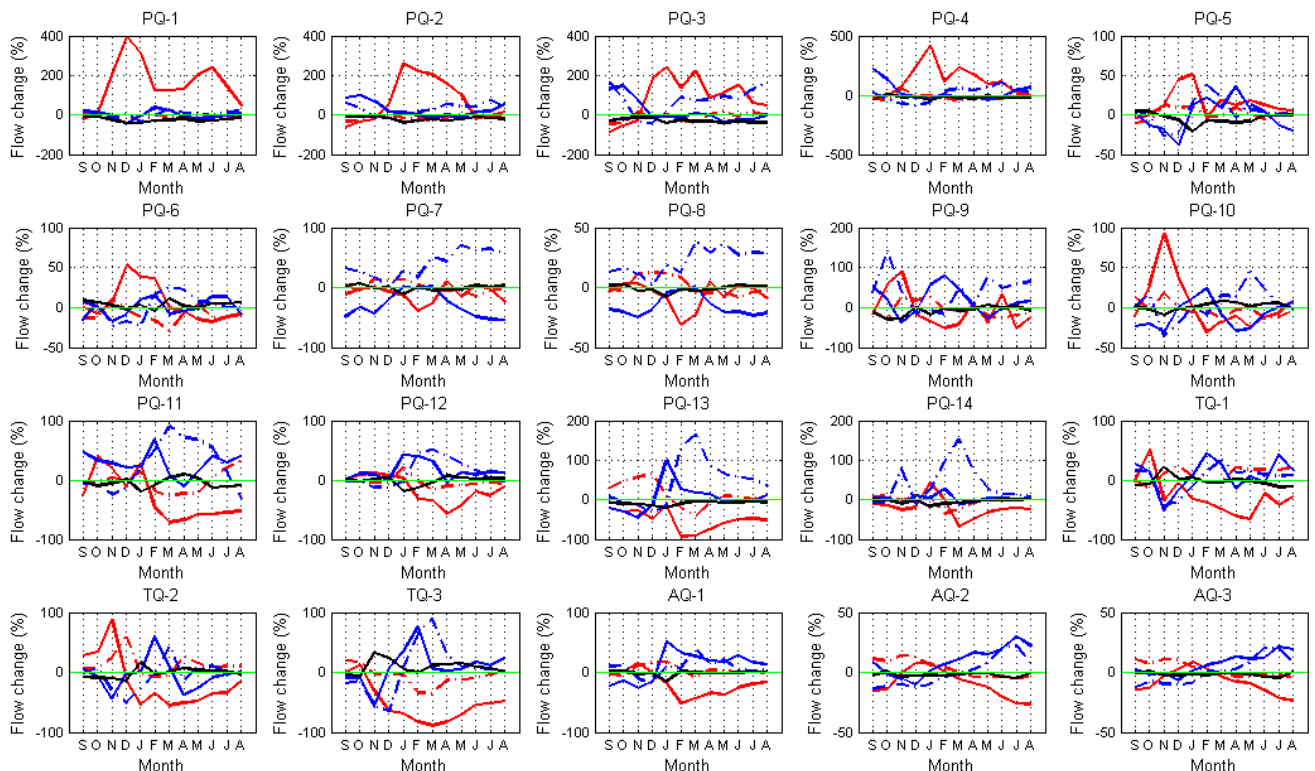 PQ-1 PQ-2 PQ-3 PQ-4 PQ-5
Flow change (%) Flow change (%) Flow change (%) Flow change (%) Flow change (%)
400 400 400 500 100
200 200 200 0 50
0 0 0 -500 0
-200 -200 -200 -50
S O N D J F M A M J J A S O N D J F M A M J J A S O N D J F M A M J J A S O N D J F M A M J J A S O N D J F M A M J J A
Month Month Month Month Month
PQ-6 PQ-7 PQ-8 PQ-9 PQ-10
Flow change (%) Flow change (%) Flow change (%) Flow change (%) Flow change (%)
100 100 50 200 100
50 0 0 100 50
0 -100 -50 0 0
-50 -100 -50
S O N D J F M A M J J A S O N D J F M A M J J A S O N D J F M A M J J A S O N D J F M A M J J A S O N D J F M A M J J A
Month Month Month Month Month
PQ-11 PQ-12 PQ-13 PQ-14 TQ-1
Flow change (%) Flow change (%) Flow change (%) Flow change (%) Flow change (%)
100 100 200 200 100
0 0 100 100 0
-100 -100 0 0 -100
-100 -100
S O N D J F M A M J J A S O N D J F M A M J J A S O N D J F M A M J J A S O N D J F M A M J J A S O N D J F M A M J J A
Month Month Month Month Month
TQ-2 TQ-3 AQ-1 AQ-2 AQ-3
Flow change (%) Flow change (%) Flow change (%) Flow change (%) Flow change (%)
100 100 100 50 50
0 0 0 0 0
-100 -100 -100 -50 -50
S O N D J F M A M J J A S O N D J F M A M J J A S O N D J F M A M J J A S O N D J F M A M J J A S O N D J F M A M J J A
Month Month Month Month Month